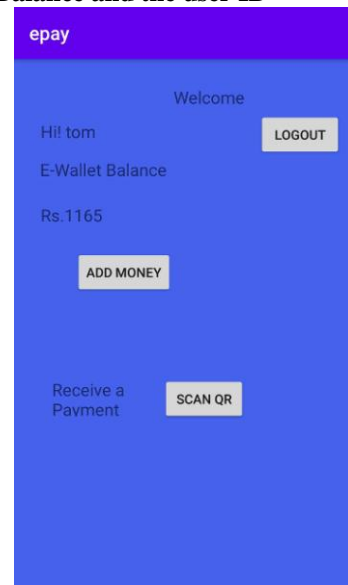 Balance and the user ID
epay
Welcome
Hi! tom
LOGOUT
E-Wallet Balance
Rs.1165
ADD MONEY
Receive a
Payment
SCAN QR